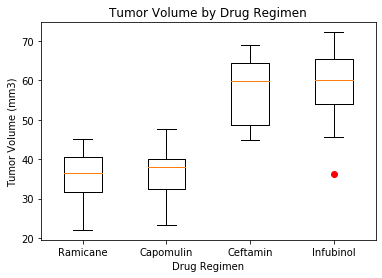 Tumor Volume by Drug Regimen
Tumor Volume (mm3)
70
60
50
40
30
20
Ramicane Capomulin Ceftamin Infubinol
Drug Regimen